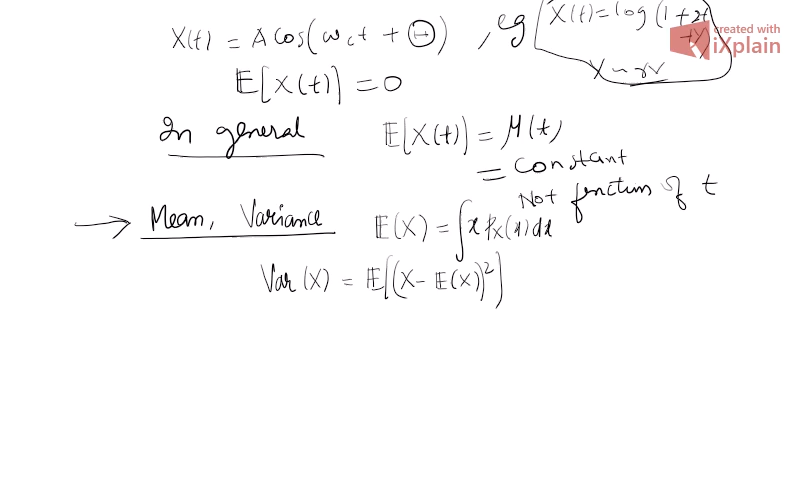 X(t) = A cos(ω_c t + Θ) , eg X(t) = log(1 + 2t + Y)
Y ~ rv
created with
iXplain
𝔼[X(t)] = 0
In general 𝔼[X(t)] = μ(t)
= constant
Not function of t
→ Mean, Variance 𝔼(X) = ∫ x p_X(x) dx
Var(X) = 𝔼[(X - 𝔼(X))²]